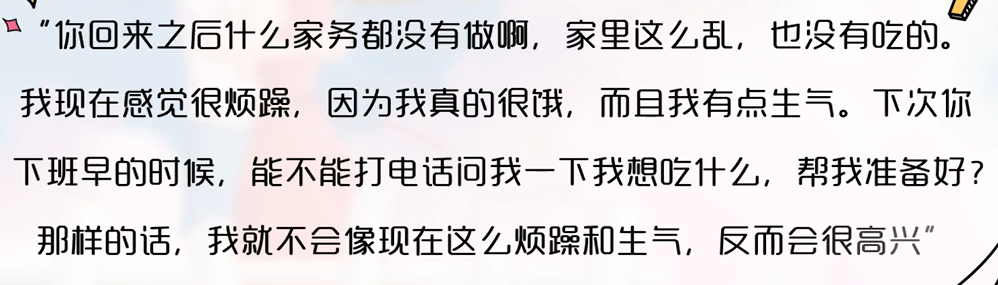 “你回来之后什么家务都没有做啊，家里这么乱，也没有吃的。
我现在感觉很烦躁，因为我真的很饿，而且我有点生气。下次你
下班早的时候，能不能打电话问我一下我想吃什么，帮我准备好？
那样的话，我就不会像现在这么烦躁和生气，反而会很高兴”